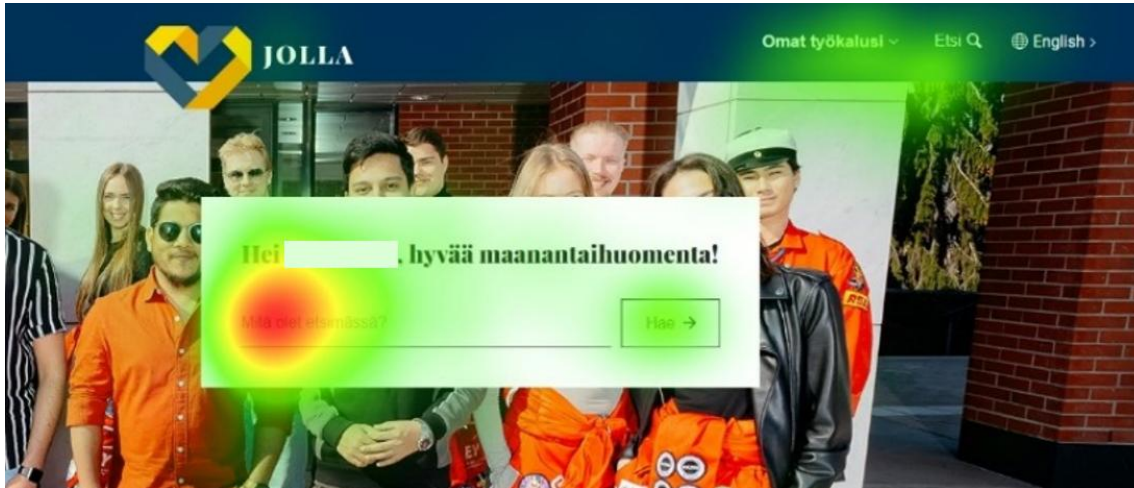 JOLLA
Omat työkalusi
Etsi
English
Hei , hyvää maanantaihuomenta!
Mitä olet etsimässä?
Hae →